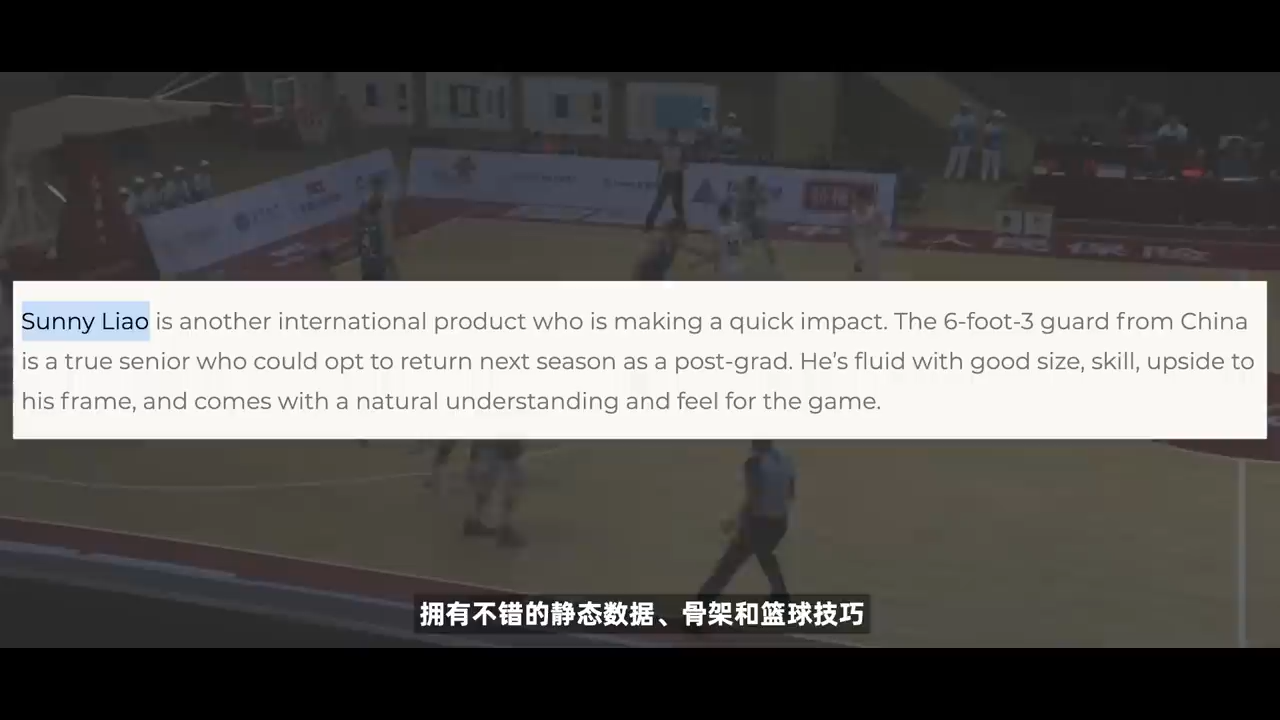 Sunny Liao is another international product who is making a quick impact. The 6-foot-3 guard from China
is a true senior who could opt to return next season as a post-grad. He’s fluid with good size, skill, upside to
his frame, and comes with a natural understanding and feel for the game.
拥有不错的静态数据、骨架和篮球技巧